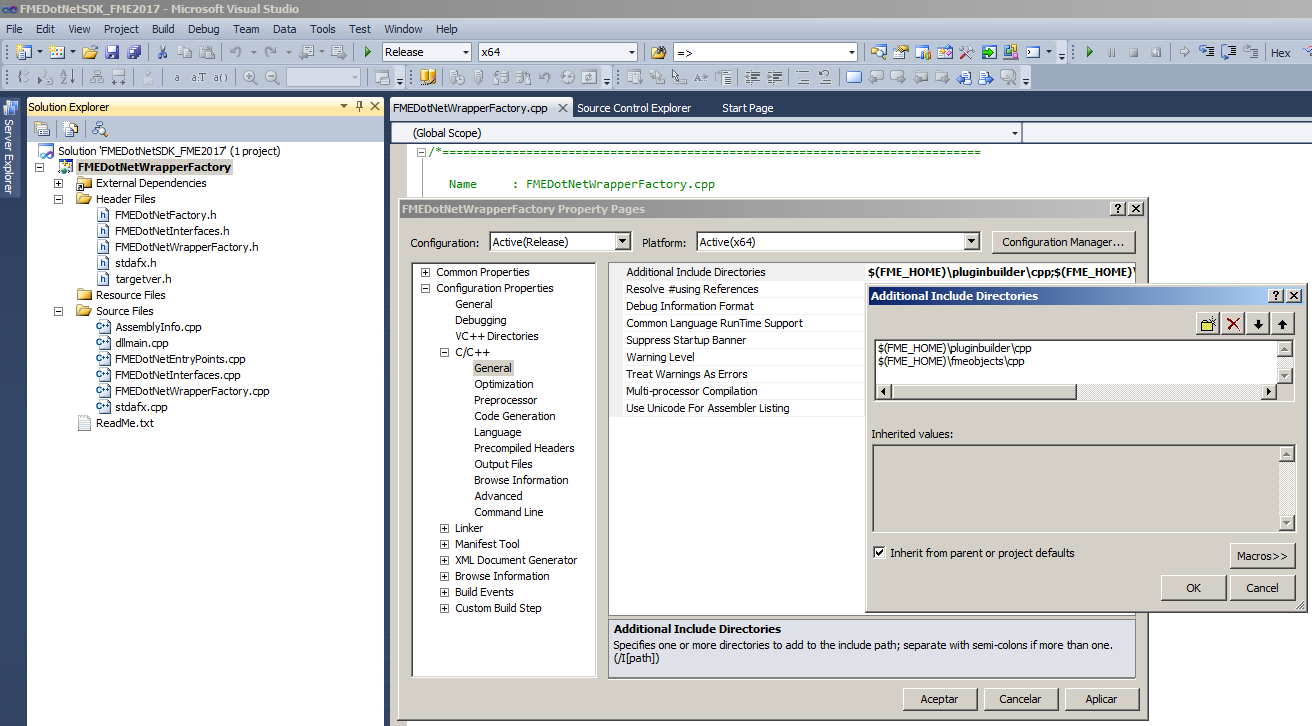 FMEDotNetSDK_FME2017 - Microsoft Visual Studio
File Edit View Project Build Debug Team Data Tools Test Window Help
Release x64 => Hex
a a.T a()
Server Explorer
Solution Explorer
Solution 'FMEDotNetSDK_FME2017' (1 project)
FMEDotNetWrapperFactory
External Dependencies
Header Files
FMEDotNetFactory.h
FMEDotNetInterfaces.h
FMEDotNetWrapperFactory.h
stdafx.h
targetver.h
Resource Files
Source Files
AssemblyInfo.cpp
dllmain.cpp
FMEDotNetEntryPoints.cpp
FMEDotNetInterfaces.cpp
FMEDotNetWrapperFactory.cpp
stdafx.cpp
ReadMe.txt
FMEDotNetWrapperFactory.cpp Source Control Explorer Start Page
(Global Scope)
/*=============================================================================
Name : FMEDotNetWrapperFactory.cpp
FMEDotNetWrapperFactory Property Pages
Configuration: Active(Release) Platform: Active(x64) Configuration Manager...
Common Properties
Configuration Properties
General
Debugging
VC++ Directories
C/C++
General
Optimization
Preprocessor
Code Generation
Language
Precompiled Headers
Output Files
Browse Information
Advanced
Command Line
Linker
Manifest Tool
XML Document Generator
Browse Information
Build Events
Custom Build Step
Additional Include Directories $(FME_HOME)\pluginbuilder\cpp;$(FME_HOME)\
Resolve #using References
Debug Information Format
Common Language RunTime Support
Suppress Startup Banner
Warning Level
Treat Warnings As Errors
Multi-processor Compilation
Use Unicode For Assembler Listing
Additional Include Directories
$(FME_HOME)\pluginbuilder\cpp
$(FME_HOME)\fmeobjects\cpp
Inherited values:
Inherit from parent or project defaults
Macros>>
OK Cancel
Additional Include Directories
Specifies one or more directories to add to the include path; separate with semi-colons if more than one.
(/I[path])
Aceptar Cancelar Aplicar